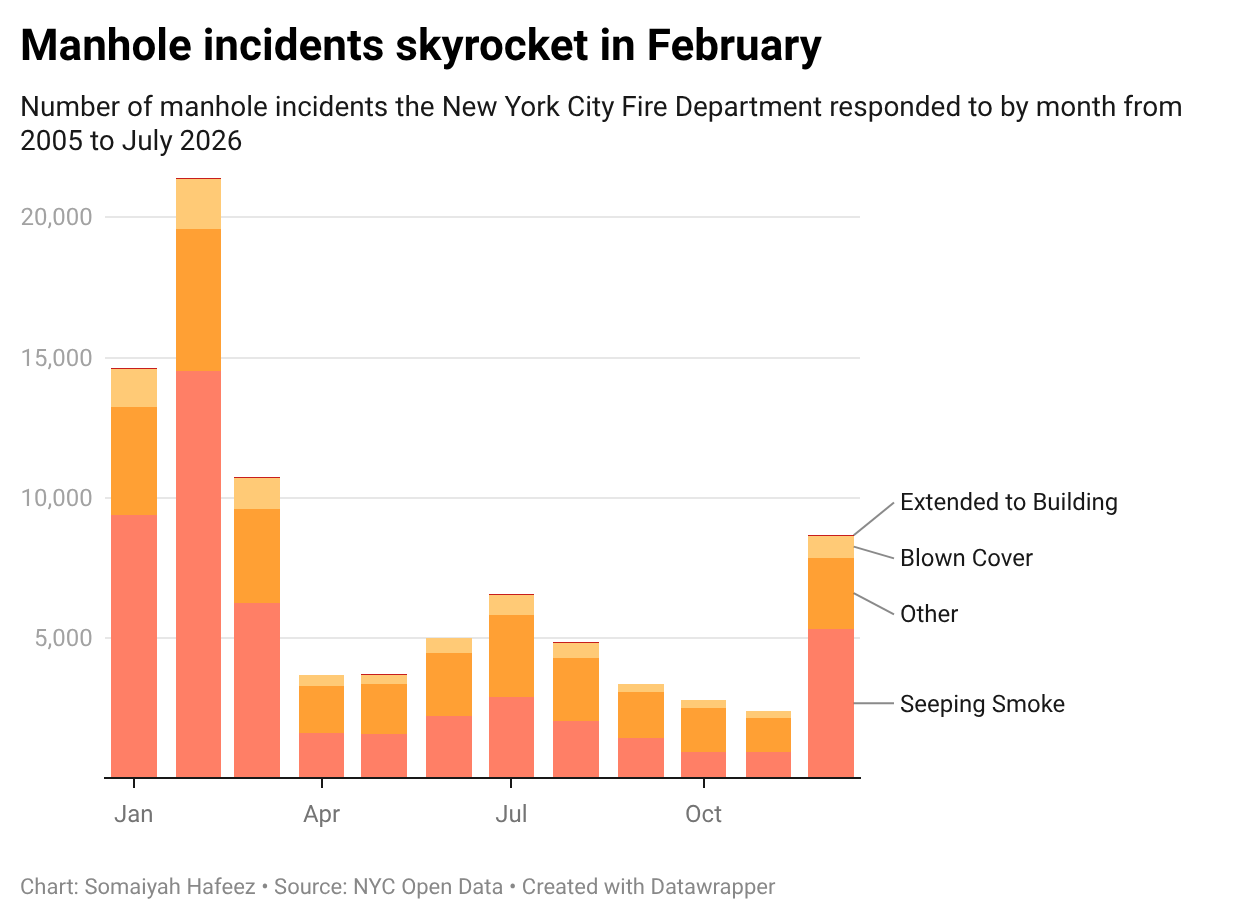 Manhole incidents skyrocket in February
Number of manhole incidents the New York City Fire Department responded to by month from
2005 to July 2026
20,000
15,000
10,000
5,000
Extended to Building
Blown Cover
Other
Seeping Smoke
Jan
Apr
Jul
Oct
Chart: Somaiyah Hafeez • Source: NYC Open Data • Created with Datawrapper